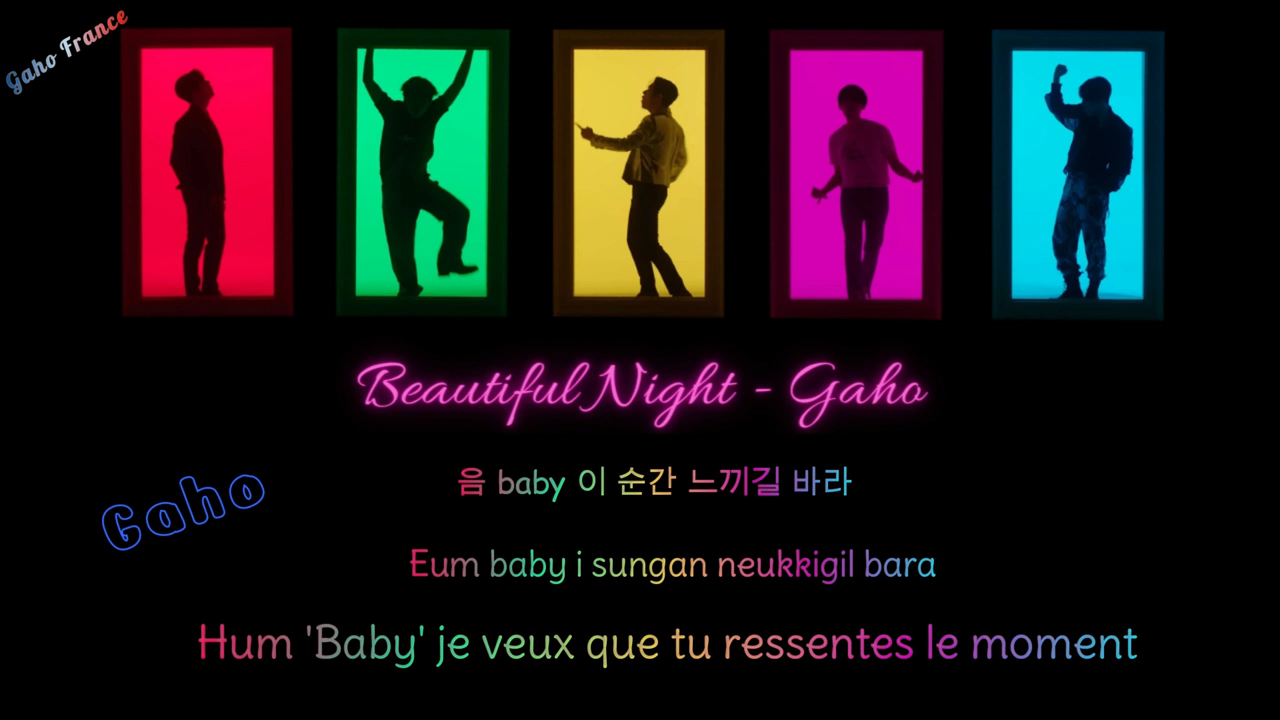 Gaho France
Beautiful Night - Gaho
Gaho
음 baby 이 순간 느끼길 바라
Eum baby i sungan neukkigil bara
Hum 'Baby' je veux que tu ressentes le moment